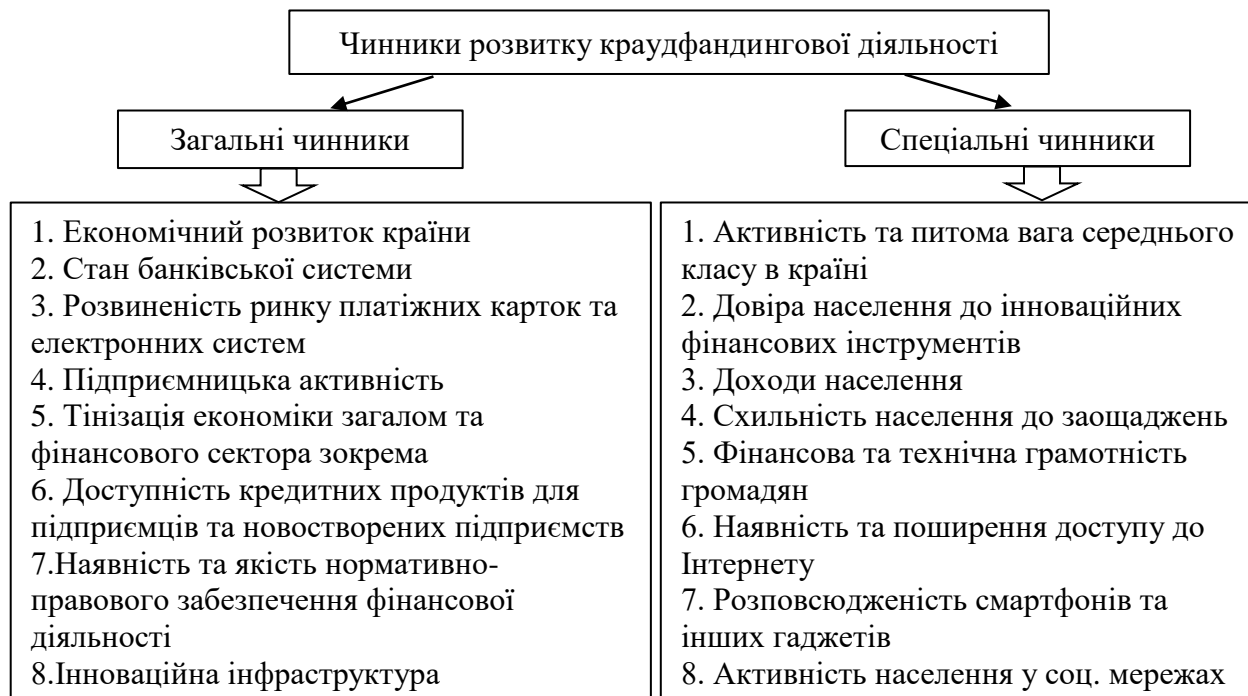 Чинники розвитку краудфандингової діяльності
Загальні чинники
Спеціальні чинники
1. Економічний розвиток країни
2. Стан банківської системи
3. Розвиненість ринку платіжних карток та
електронних систем
4. Підприємницька активність
5. Тінізація економіки загалом та
фінансового сектора зокрема
6. Доступність кредитних продуктів для
підприємців та новостворених підприємств
7.Наявність та якість нормативно-
правового забезпечення фінансової
діяльності
8.Інноваційна інфраструктура
1. Активність та питома вага середнього
класу в країні
2. Довіра населення до інноваційних
фінансових інструментів
3. Доходи населення
4. Схильність населення до заощаджень
5. Фінансова та технічна грамотність
громадян
6. Наявність та поширення доступу до
Інтернету
7. Розповсюдженість смартфонів та
інших гаджетів
8. Активність населення у соц. мережах